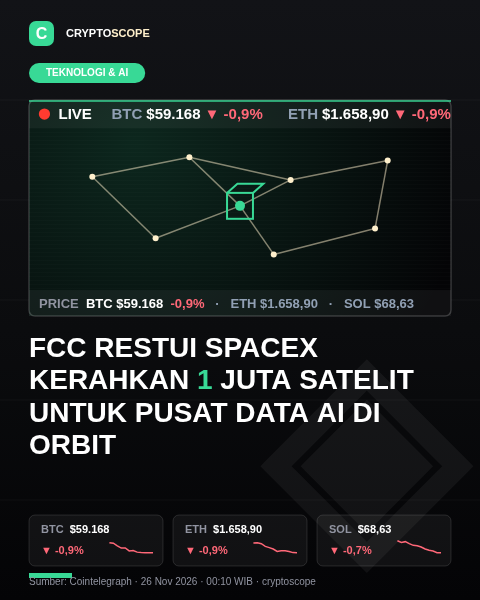 C CRYPTOSCOPE
TEKNOLOGI & AI
LIVE BTC $59.168 ▼ -0,9% ETH $1.658,90 ▼ -0,9%
PRICE BTC $59.168 -0,9% · ETH $1.658,90 · SOL $68,63
FCC RESTUI SPACEX
KERAHKAN 1 JUTA SATELIT
UNTUK PUSAT DATA AI DI
ORBIT
BTC $59.168
▼ -0,9%
ETH $1.658,90
▼ -0,9%
SOL $68,63
▼ -0,7%
Sumber: Cointelegraph · 26 Nov 2026 · 00:10 WIB · cryptoscope